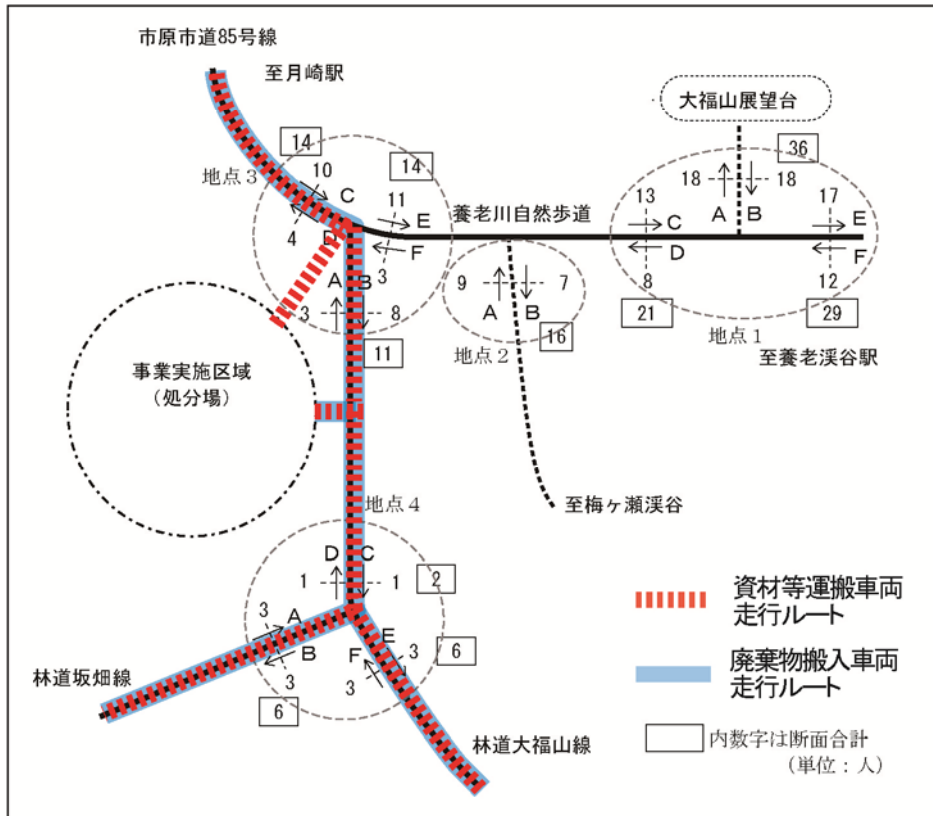 市原市道85号線
至月崎駅
大福山展望台
14
36
地点3
10
14
18
18
C
11
養老川自然歩道
13
A
B
17
E
C
E
4
D
F
D
F
A
B
3
9
7
8
12
3
8
A
B
21
地点1
29
11
地点2
16
至養老渓谷駅
事業実施区域
(処分場)
地点4
至梅ヶ瀬渓谷
D
C
1
1
2
3
A
E
3
6
B
F
3
3
林道坂畑線
6
林道大福山線
資材等運搬車両
走行ルート
廃棄物搬入車両
走行ルート
内数字は断面合計
(単位:人)